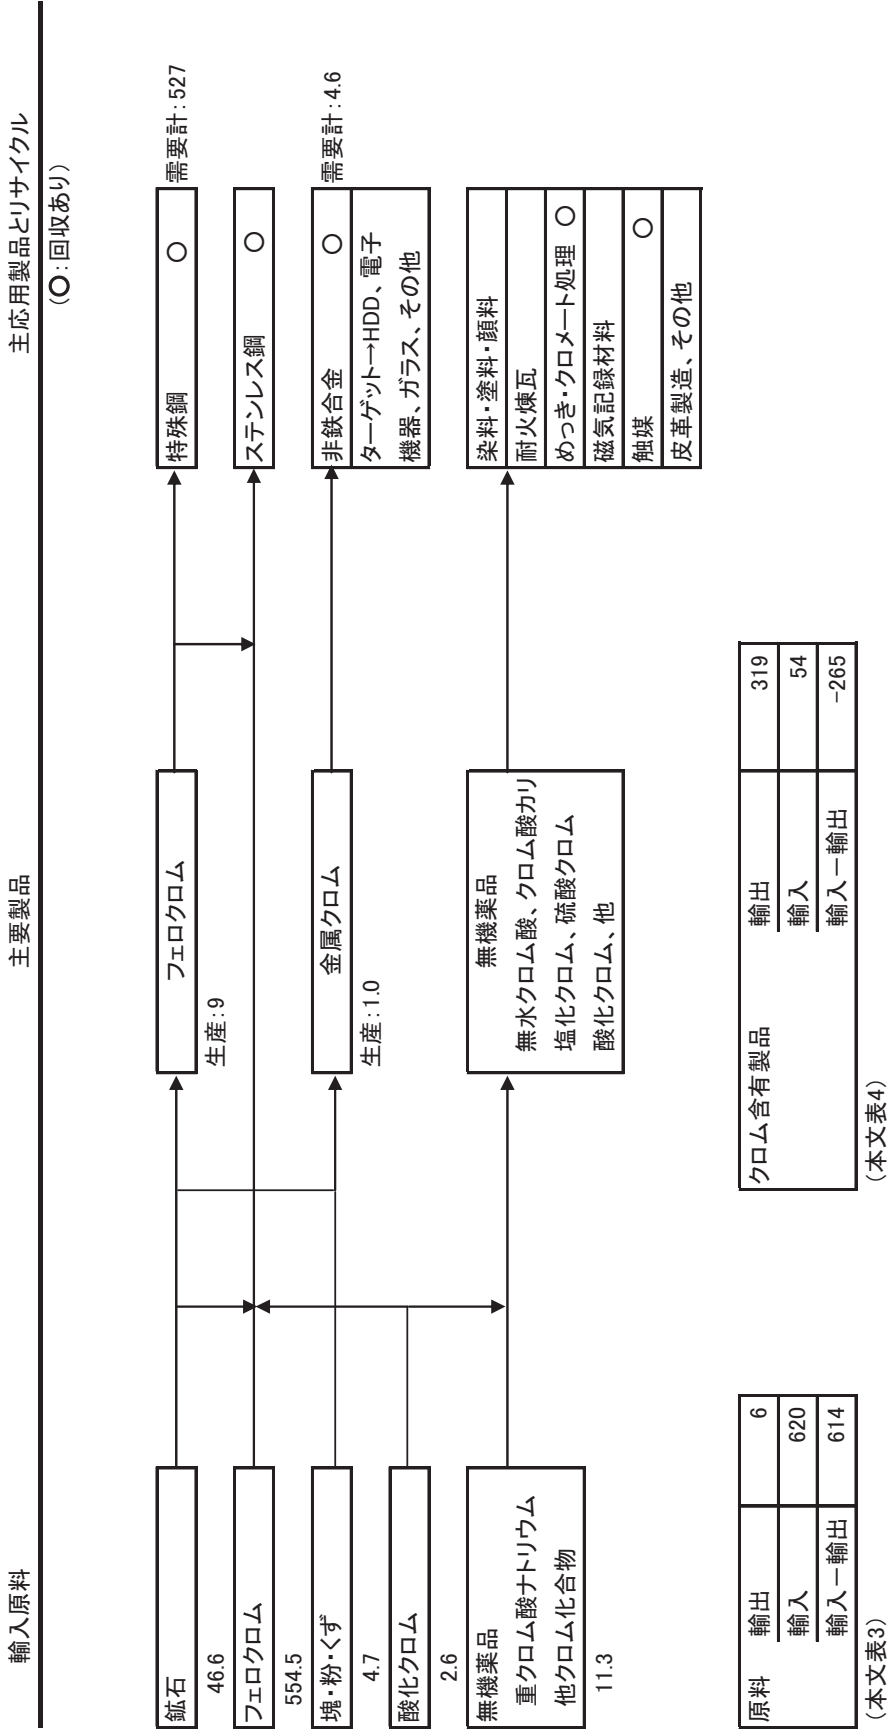 輸入原料
主要製品
主応用製品とリサイクル
(○:回収あり)
鉱石
46.6
フェロクロム
554.5
塊・粉・くず
4.7
酸化クロム
2.6
無機薬品
重クロム酸ナトリウム
他クロム化合物
11.3
フェロクロム
生産:9
金属クロム
生産:1.0
無機薬品
無水クロム酸、クロム酸カリ
塩化クロム、硫酸クロム
酸化クロム、他
特殊鋼 ○
需要計:527
ステンレス鋼 ○
非鉄合金 ○
需要計:4.6
ターゲット→HDD、電子
機器、ガラス、その他
染料・塗料・顔料
耐火煉瓦
めっき・クロメート処理 ○
磁気記録材料
触媒 ○
皮革製造、その他
原料 輸出 6
輸入 620
輸入ー輸出 614
(本文表3)
クロム含有製品 輸出 319
輸入 54
輸入ー輸出 -265
(本文表4)